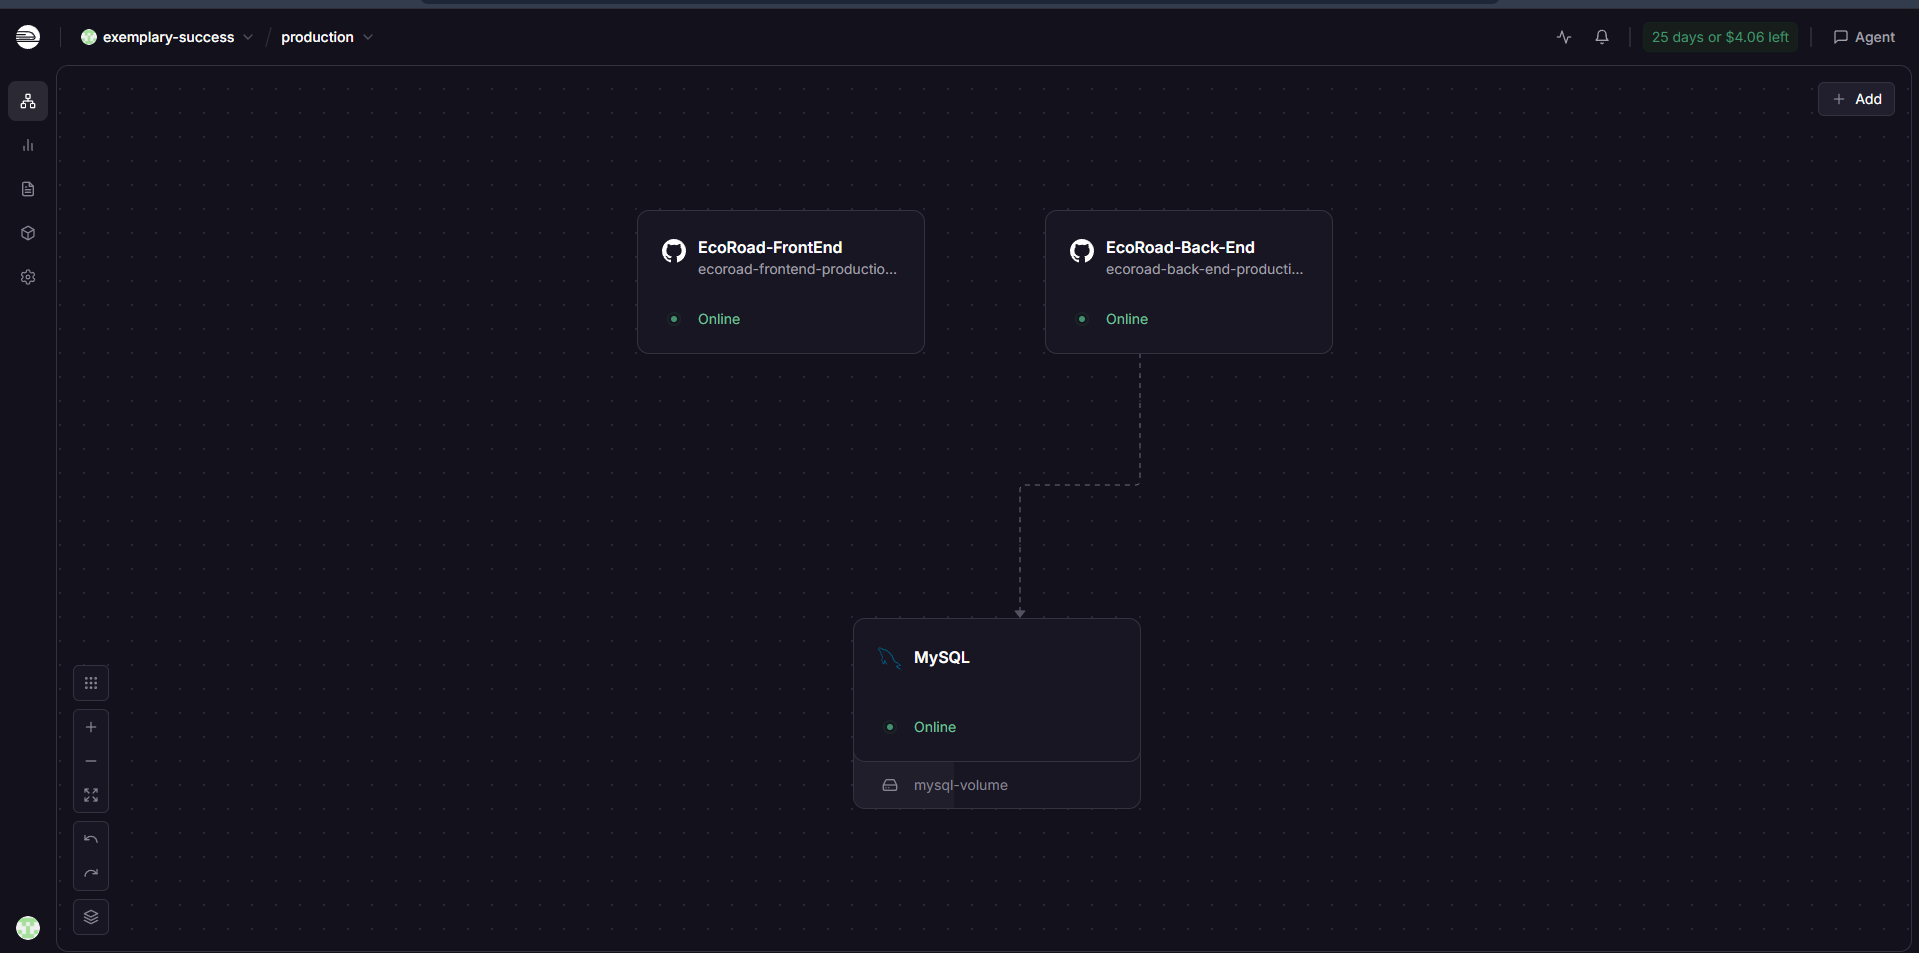 exemplary-success / production
25 days or $4.06 left
Agent
Add
EcoRoad-FrontEnd
ecoroad-frontend-productio...
Online
EcoRoad-Back-End
ecoroad-back-end-producti...
Online
MySQL
Online
mysql-volume